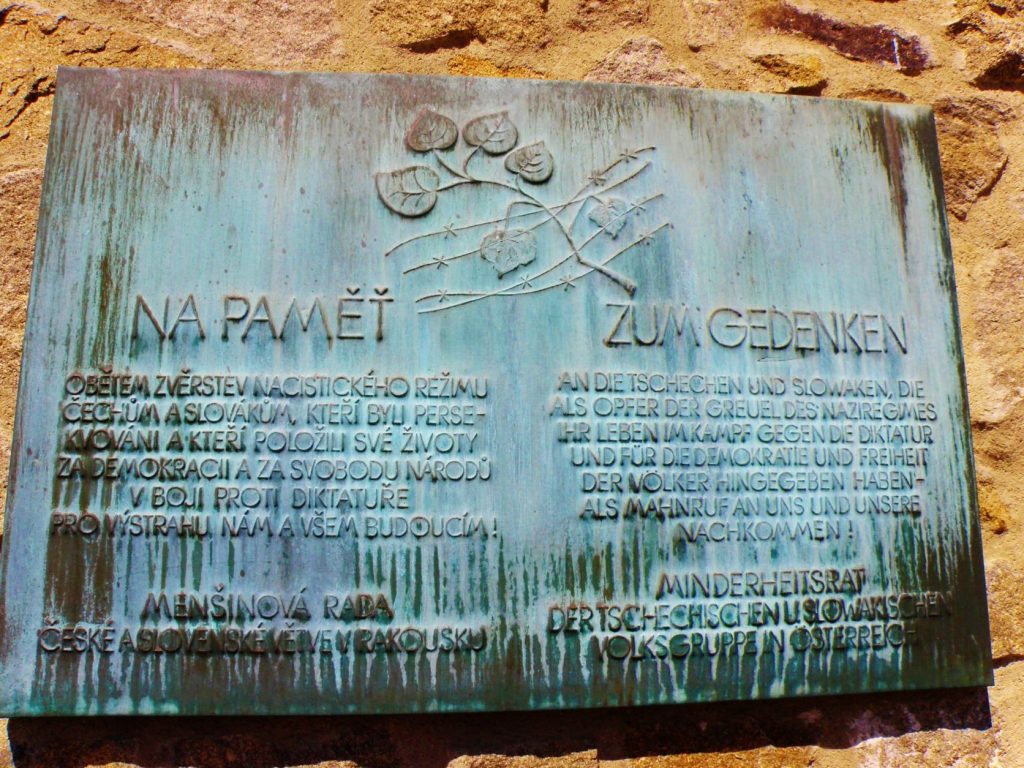 NA PAMĚŤ
OBĚTEM ZVĚRSTEV NACISTICKÉHO REŽIMU
ČECHŮM A SLOVÁKŮM, KTEŘÍ BYLI PERSE-
KVOVÁNI A KTEŘÍ POLOŽILI SVÉ ŽIVOTY
ZA DEMOKRACII A ZA SVOBODU NÁRODŮ
V BOJI PROTI DIKTATUŘE
PRO VÝSTRAHU NÁM A VŠEM BUDOUCÍM!
MENŠINOVÁ RADA
ČESKÉ A SLOVENSKÉ VĚTVE V RAKOUSKU
ZUM GEDENKEN
AN DIE TSCHECHEN UND SLOWAKEN, DIE
ALS OPFER DER GREUEL DES NAZIREGIMES
IHR LEBEN IM KAMPF GEGEN DIE DIKTATUR
UND FÜR DIE DEMOKRATIE UND FREIHEIT
DER VÖLKER HINGEGEBEN HABEN-
ALS MAHNRUF AN UNS UND UNSERE
NACHKOMMEN!
MINDERHEITSRAT
DER TSCHECHISCHEN U. SLOWAKISCHEN
VOLKSGRUPPE IN ÖSTERREICH